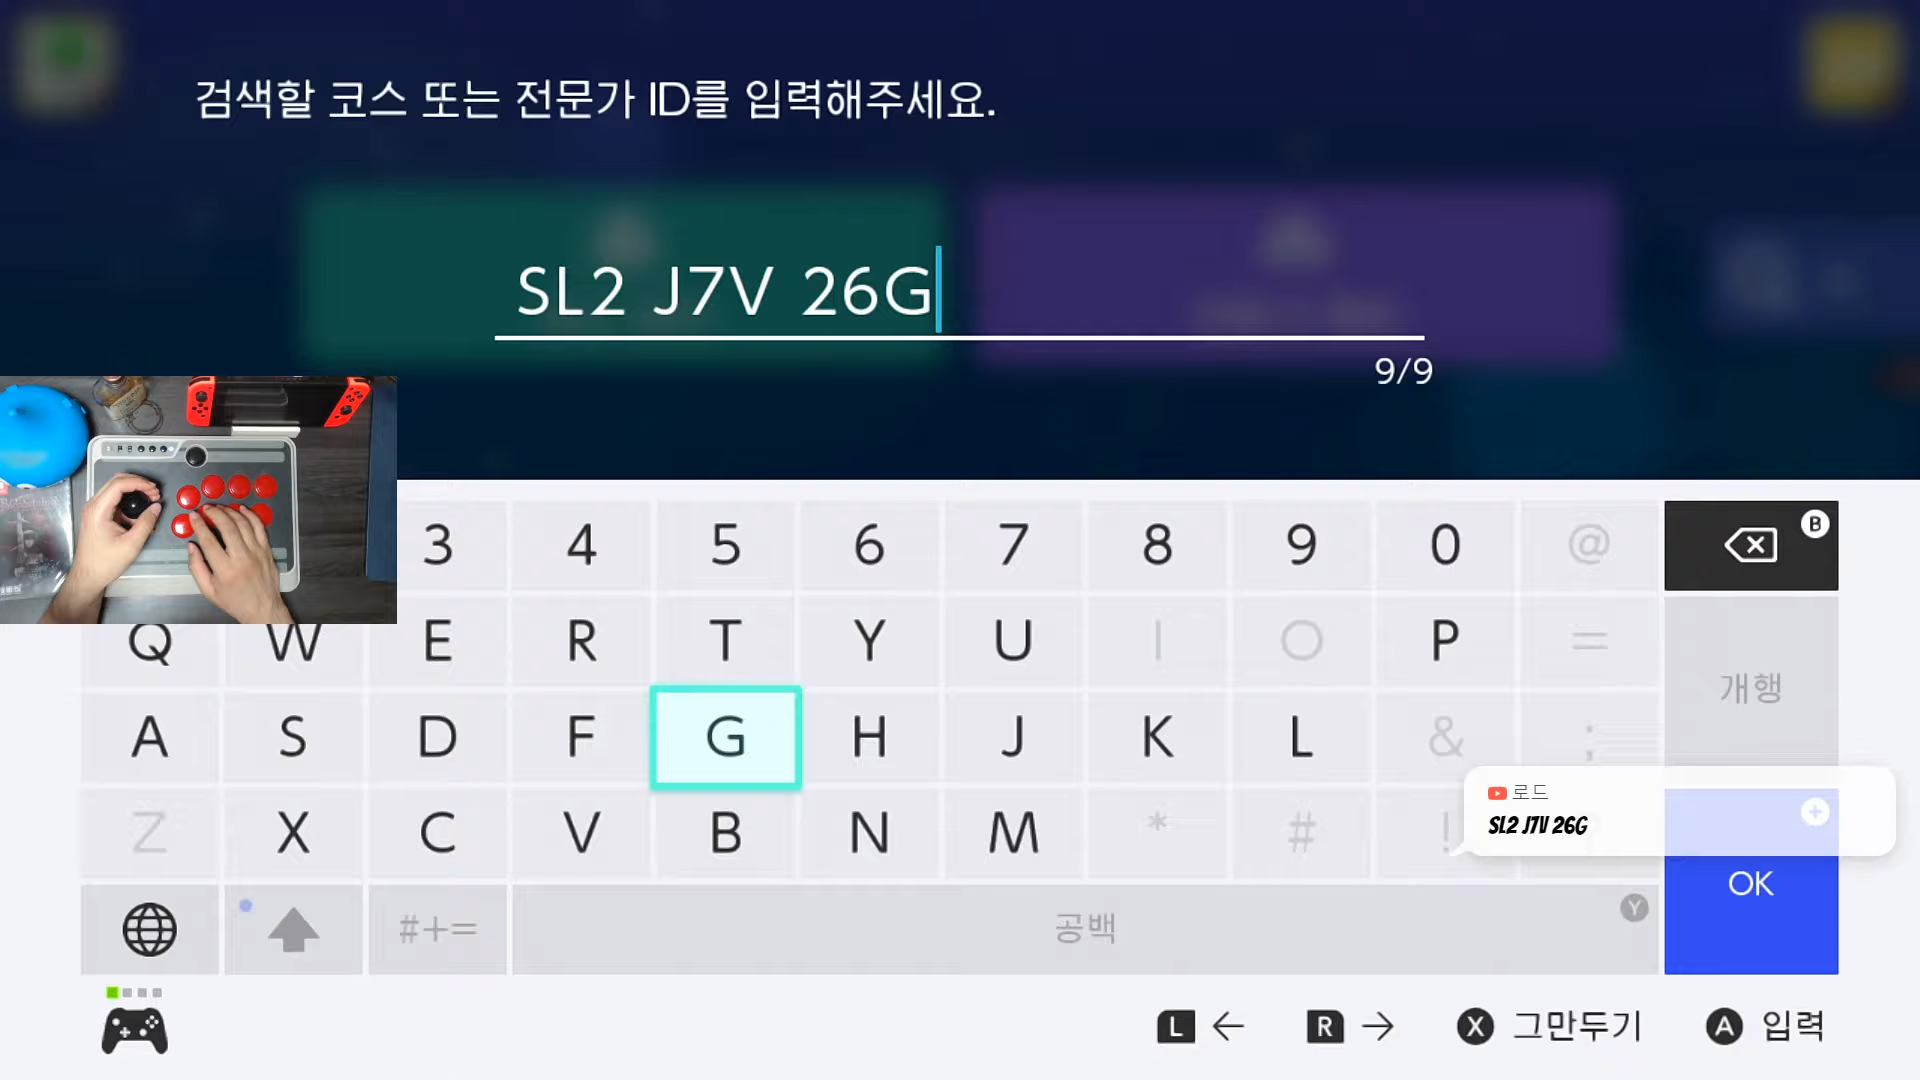 검색할 코스 또는 전문가 ID를 입력해주세요.
SL2 J7V 26G
9/9
3 4 5 6 7 8 9 0 @
B
Q W E R T Y U I O P =
개행
A S D F G H J K L & ;
로드
SL2 J7V 26G
Z X C V B N M * # !
+
OK
#+= 공백 Y
L ← R → X 그만두기 A 입력